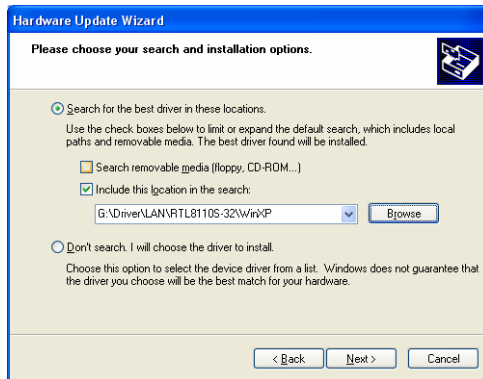 Hardware Update Wizard
Please choose your search and installation options.
Search for the best driver in these locations.
Use the check boxes below to limit or expand the default search, which includes local
paths and removable media. The best driver found will be installed.
Search removable media (floppy, CD-ROM...)
Include this location in the search:
G:\Driver\LAN\RTL8110S-32\WinXP
Browse
Don't search. I will choose the driver to install.
Choose this option to select the device driver from a list. Windows does not guarantee that
the driver you choose will be the best match for your hardware.
< Back Next > Cancel